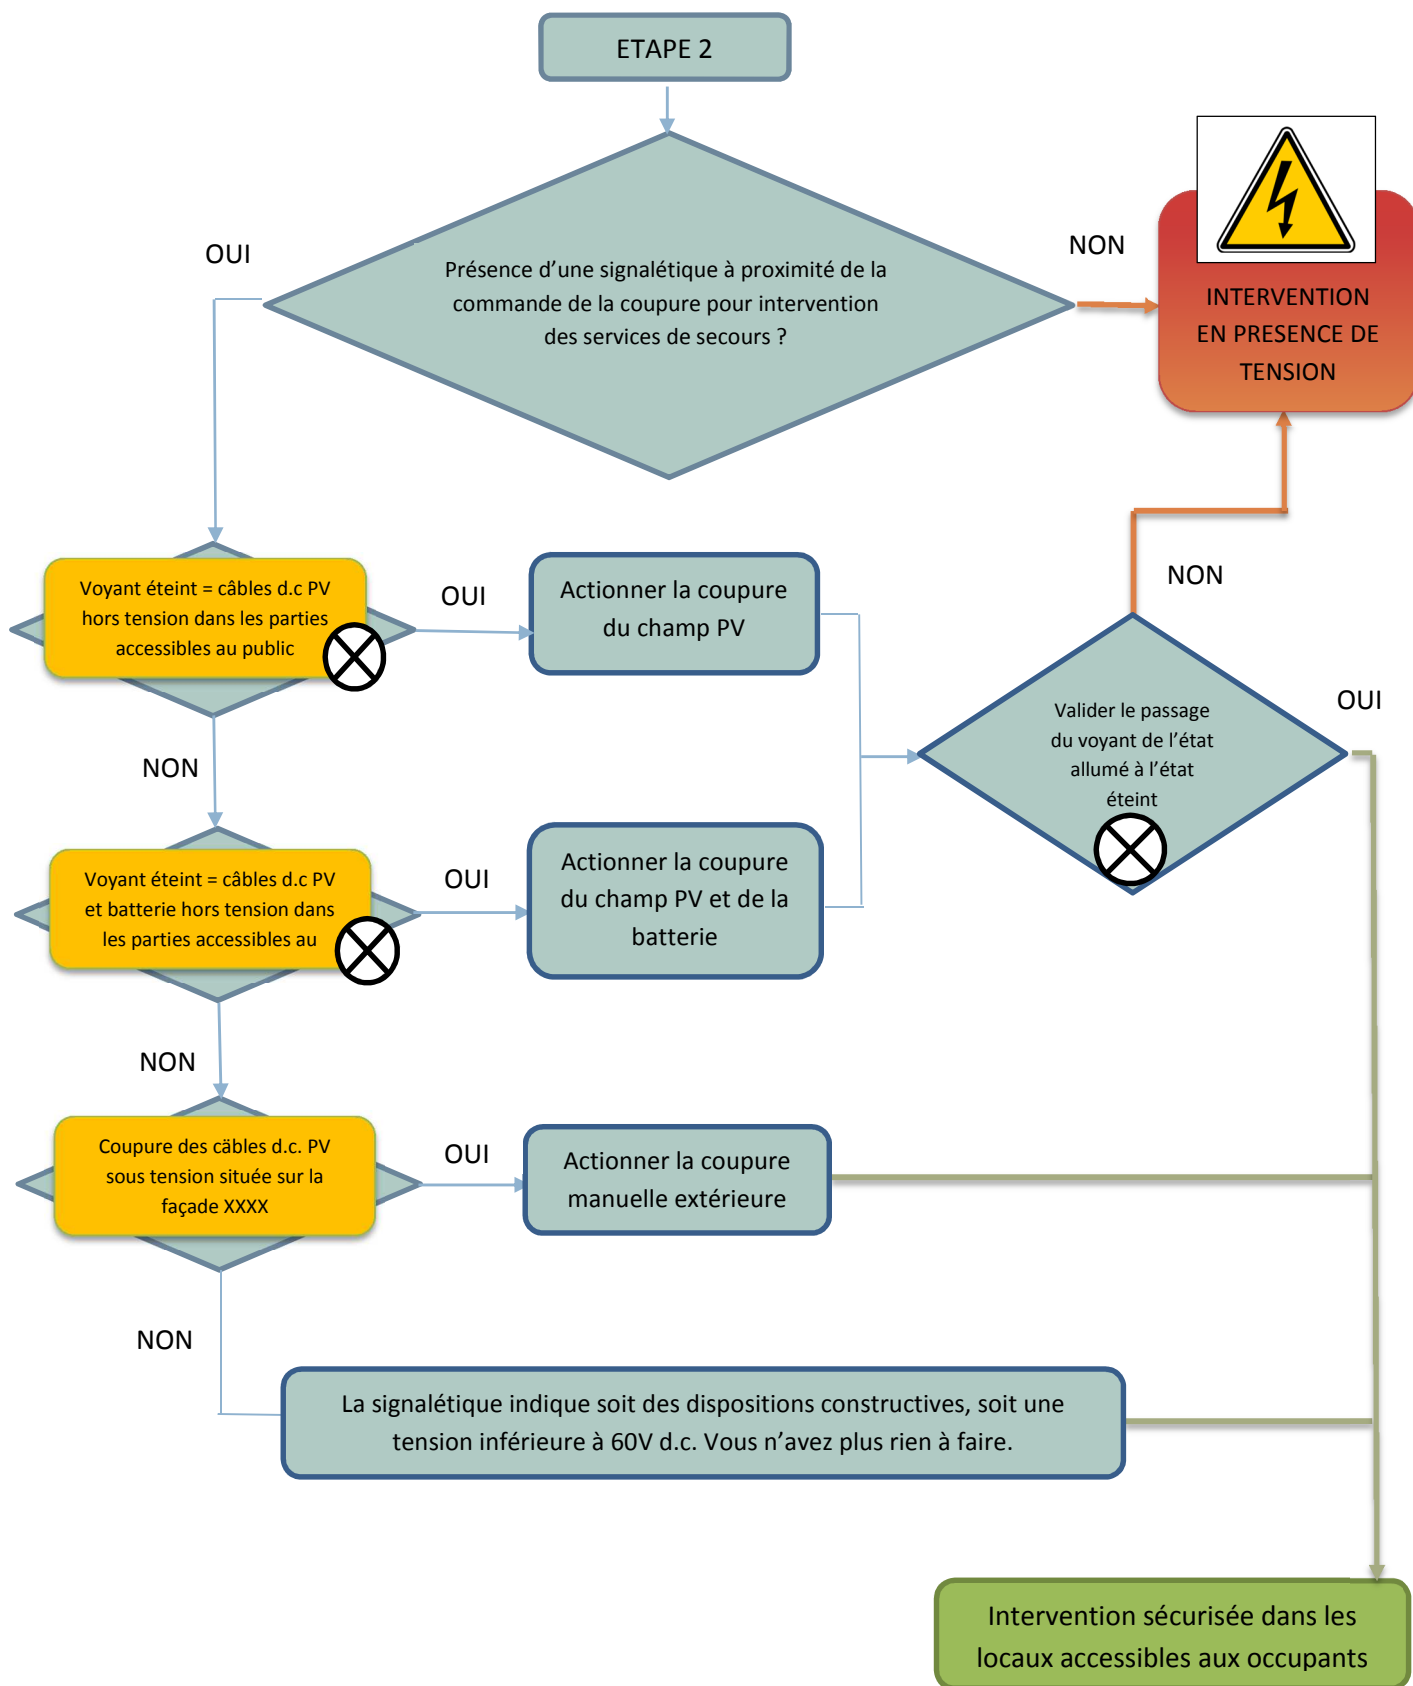 ETAPE 2
OUI
Présence d'une signalétique à proximité de la
commande de la coupure pour intervention
des services de secours ?
NON
INTERVENTION
EN PRESENCE DE
TENSION
Voyant éteint = câbles d.c PV
hors tension dans les parties
accessibles au public
OUI
Actionner la coupure
du champ PV
NON
Valider le passage
du voyant de l'état
allumé à l'état
éteint
OUI
NON
Voyant éteint = câbles d.c PV
et batterie hors tension dans
les parties accessibles au
OUI
Actionner la coupure
du champ PV et de la
batterie
NON
Coupure des cäbles d.c. PV
sous tension située sur la
façade XXXX
OUI
Actionner la coupure
manuelle extérieure
NON
La signalétique indique soit des dispositions constructives, soit une
tension inférieure à 60V d.c. Vous n'avez plus rien à faire.
Intervention sécurisée dans les
locaux accessibles aux occupants